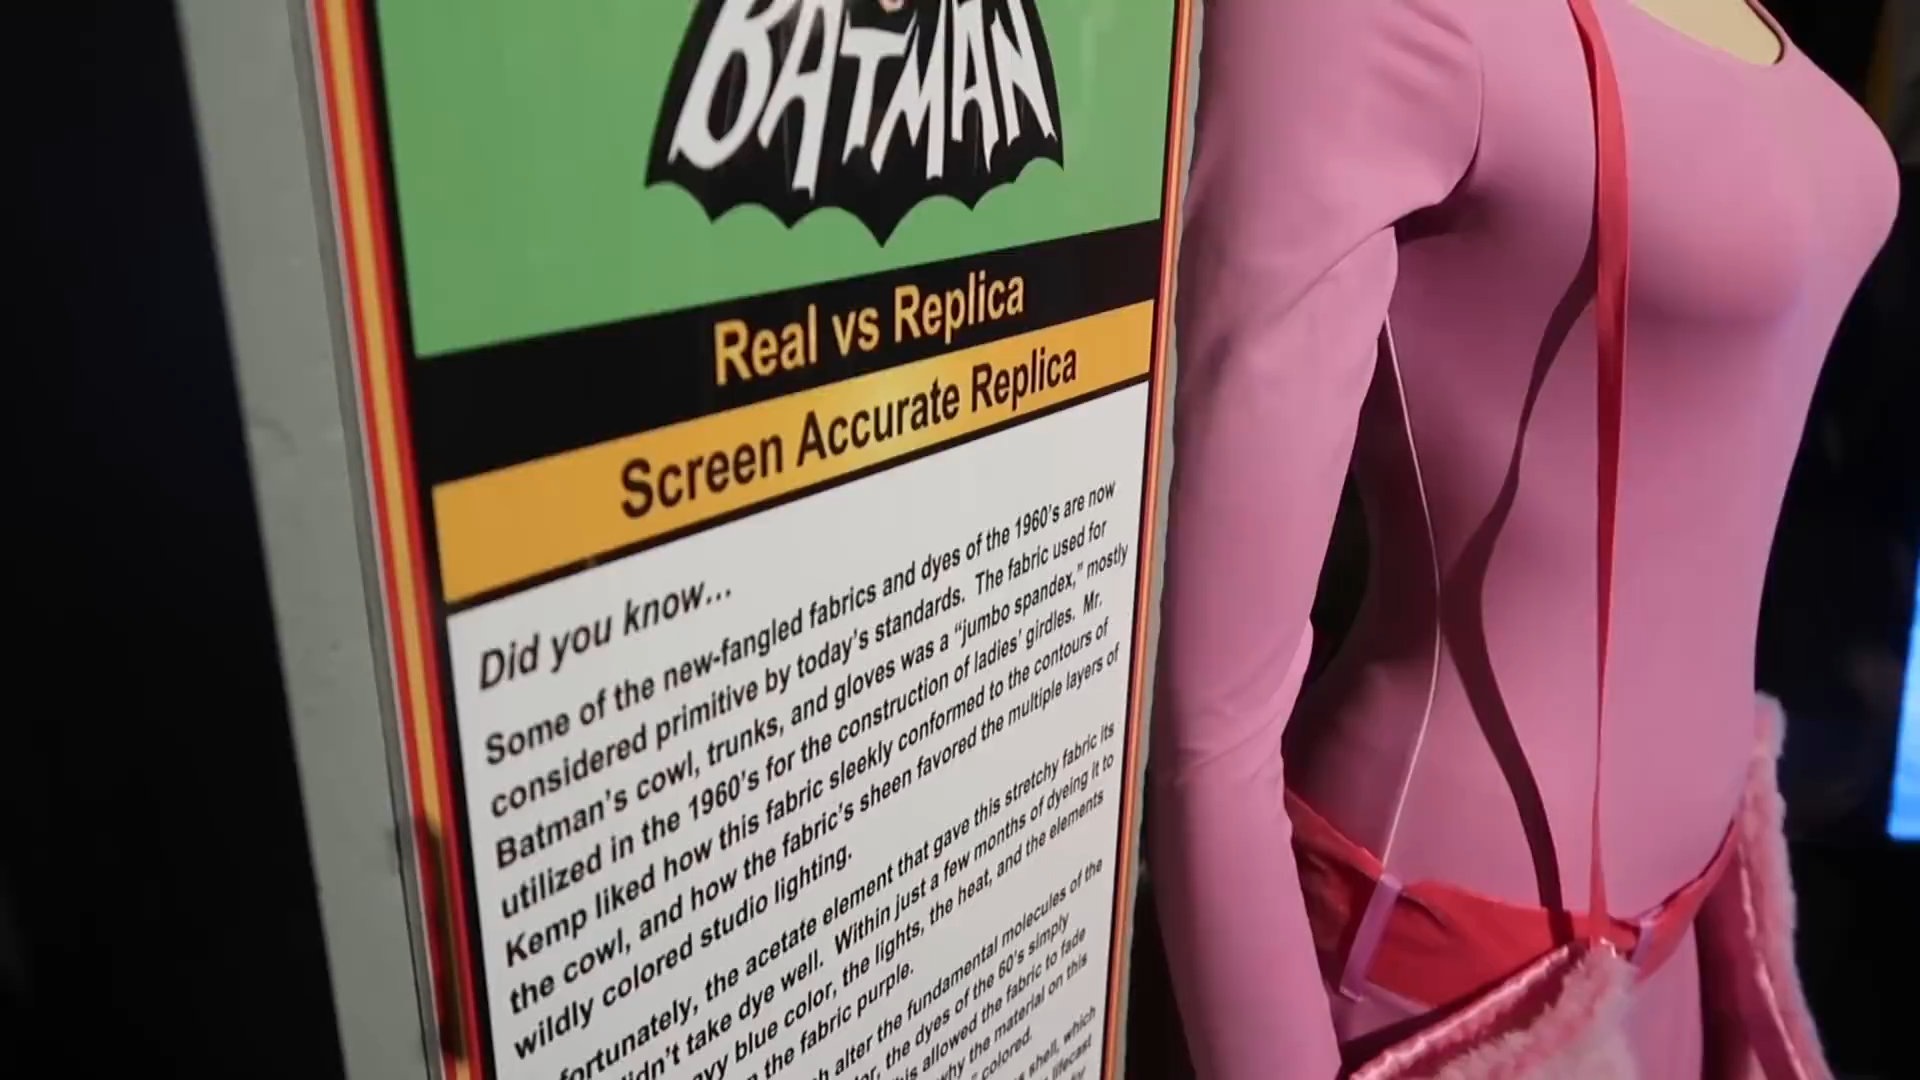 BATMAN
Real vs Replica
Screen Accurate Replica
Did you know...
Some of the new-fangled fabrics and dyes of the 1960's are now
considered primitive by today's standards. The fabric used for
Batman's cowl, trunks, and gloves was a "jumbo spandex," mostly
utilized in the 1960's for the construction of ladies' girdles. Mr.
Kemp liked how this fabric sleekly conformed to the contours of
the cowl, and how the fabric's sheen favored the multiple layers of
wildly colored studio lighting.
fortunately, the acetate element that gave this stretchy fabric its
didn't take dye well. Within just a few months of dyeing it to
avy blue color, the lights, the heat, and the elements
the fabric purple.
alter the fundamental molecules of the
the dyes of the 60's simply
allowed the fabric to fade
why the material on this
colored.
shell, which
lifecast